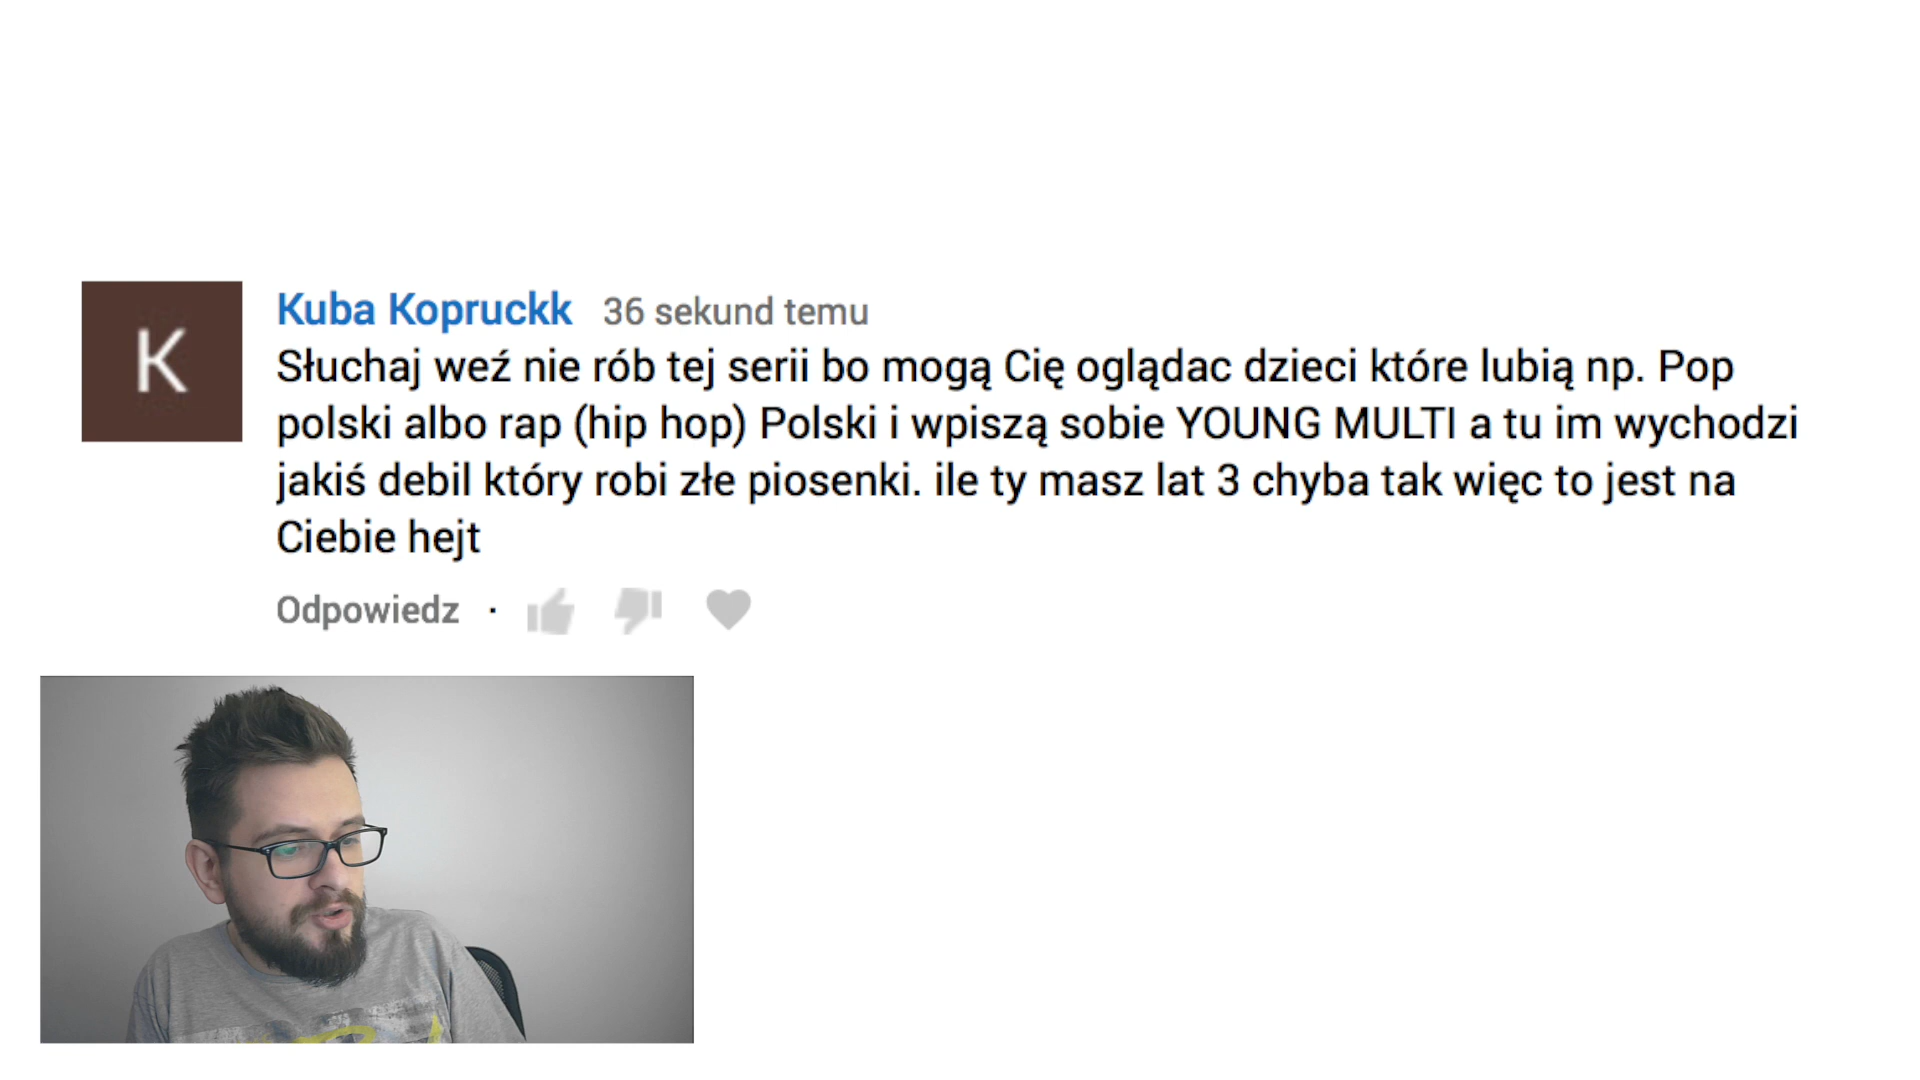 K
Kuba Kopruckk 36 sekund temu
Słuchaj weź nie rób tej serii bo mogą Cię oglądac dzieci które lubią np. Pop
polski albo rap (hip hop) Polski i wpiszą sobie YOUNG MULTI a tu im wychodzi
jakiś debil który robi złe piosenki. ile ty masz lat 3 chyba tak więc to jest na
Ciebie hejt
Odpowiedz ·